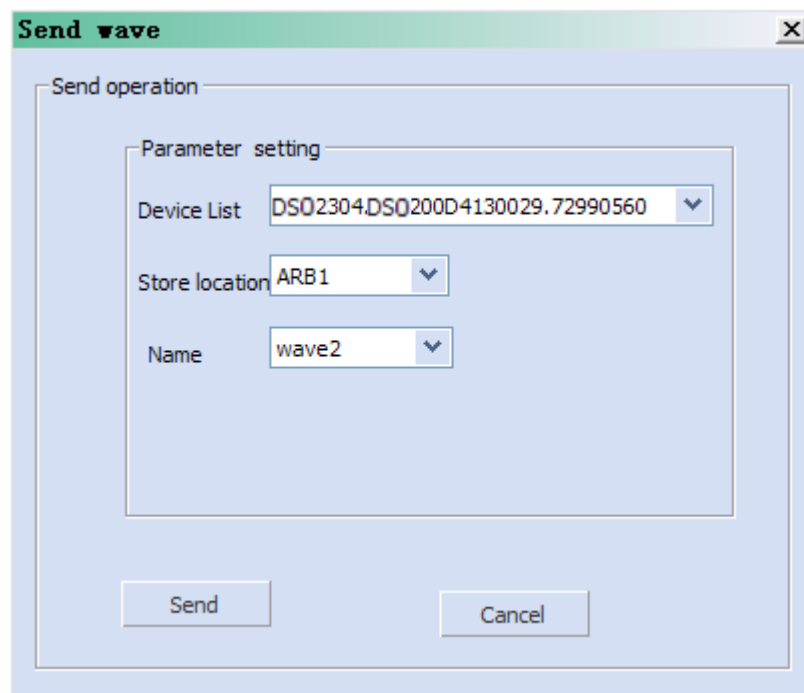 Send wave
Send operation
Parameter setting
Device List DSO2304.DSO200D4130029.72990560
Store location ARB1
Name wave2
Send Cancel